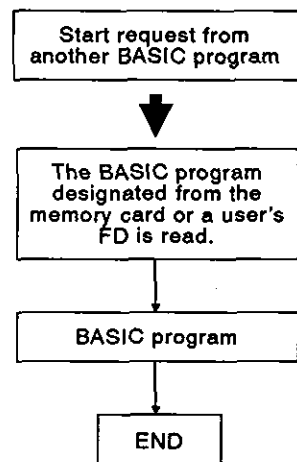 Start request from
another BASIC program
The BASIC program
designated from the
memory card or a user's
FD is read.
BASIC program
END